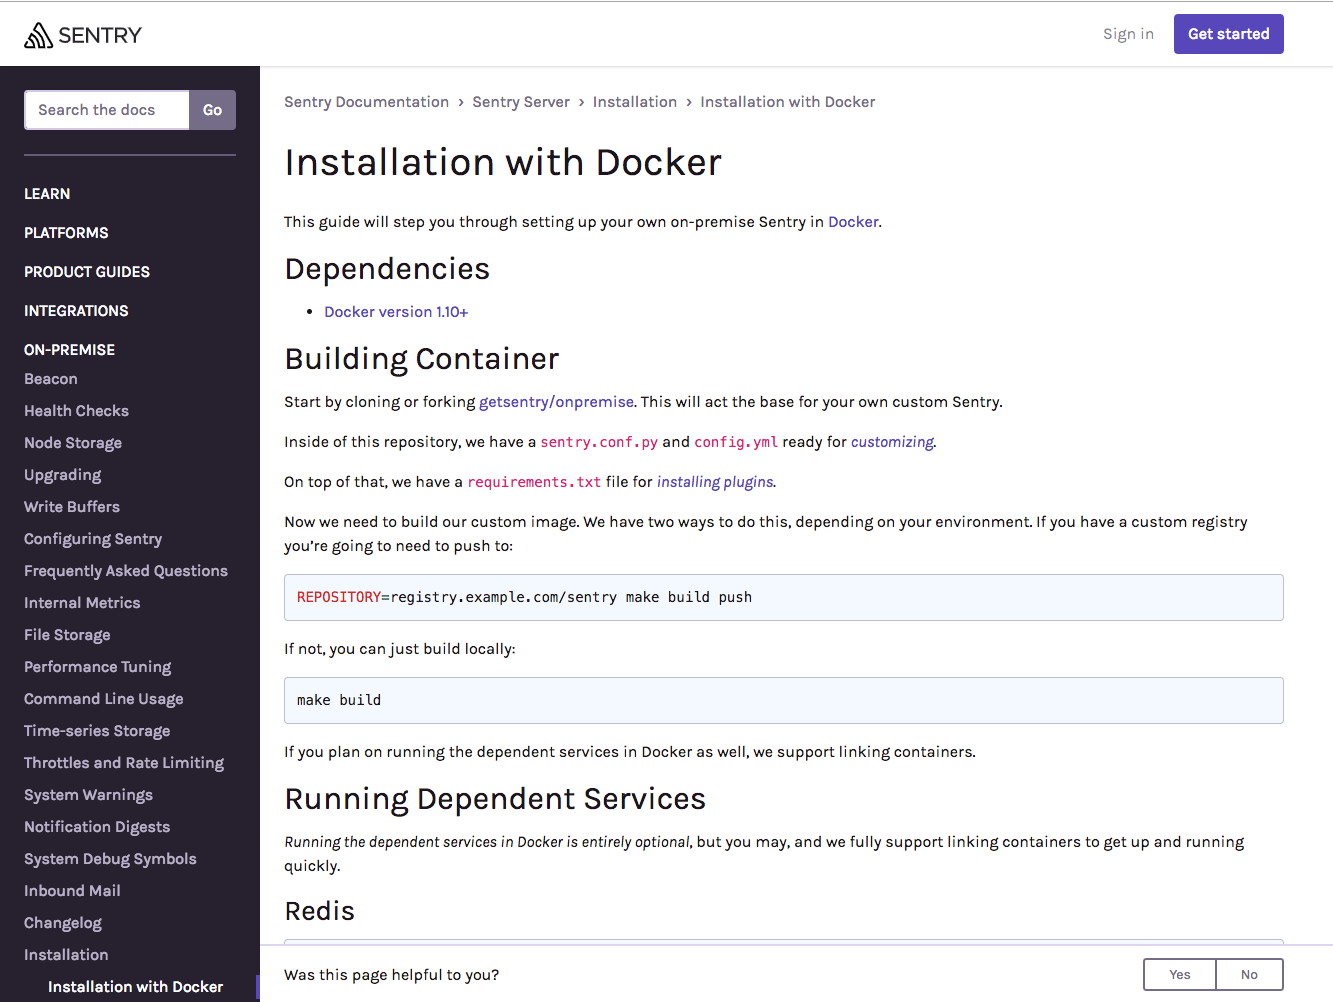 SENTRY
Sign in
Get started
Search the docs
Go
LEARN
PLATFORMS
PRODUCT GUIDES
INTEGRATIONS
ON-PREMISE
Beacon
Health Checks
Node Storage
Upgrading
Write Buffers
Configuring Sentry
Frequently Asked Questions
Internal Metrics
File Storage
Performance Tuning
Command Line Usage
Time-series Storage
Throttles and Rate Limiting
System Warnings
Notification Digests
System Debug Symbols
Inbound Mail
Changelog
Installation
Installation with Docker
Sentry Documentation › Sentry Server › Installation › Installation with Docker
Installation with Docker
This guide will step you through setting up your own on-premise Sentry in Docker.
Dependencies
• Docker version 1.10+
Building Container
Start by cloning or forking getsentry/onpremise. This will act the base for your own custom Sentry.
Inside of this repository, we have a sentry.conf.py and config.yml ready for customizing.
On top of that, we have a requirements.txt file for installing plugins.
Now we need to build our custom image. We have two ways to do this, depending on your environment. If you have a custom registry
you’re going to need to push to:
REPOSITORY=registry.example.com/sentry make build push
If not, you can just build locally:
make build
If you plan on running the dependent services in Docker as well, we support linking containers.
Running Dependent Services
Running the dependent services in Docker is entirely optional, but you may, and we fully support linking containers to get up and running
quickly.
Redis
Was this page helpful to you?
Yes
No